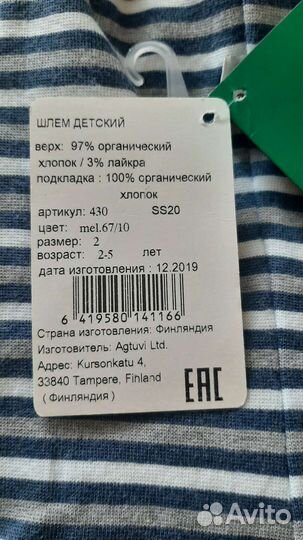 ШЛЕМ ДЕТСКИЙ
верх: 97% органический
хлопок / 3% лайкра
подкладка : 100% органический
хлопок
артикул: 430 SS20
цвет: mel.67/10
размер: 2
возраст: 2-5 лет
дата изготовления : 12.2019
6 419580 141166
Страна изготовления: Финляндия
Изготовитель: Agtuvi Ltd.
Адрес: Kursonkatu 4,
33840 Tampere, Fihland
( Финляндия )
EAC
Avito